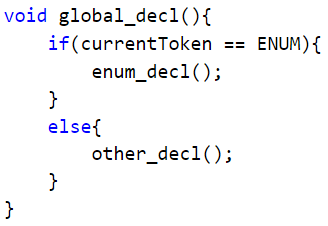 void global_decl(){
    if(currentToken == ENUM){
        enum_decl();
    }
    else{
        other_decl();
    }
}